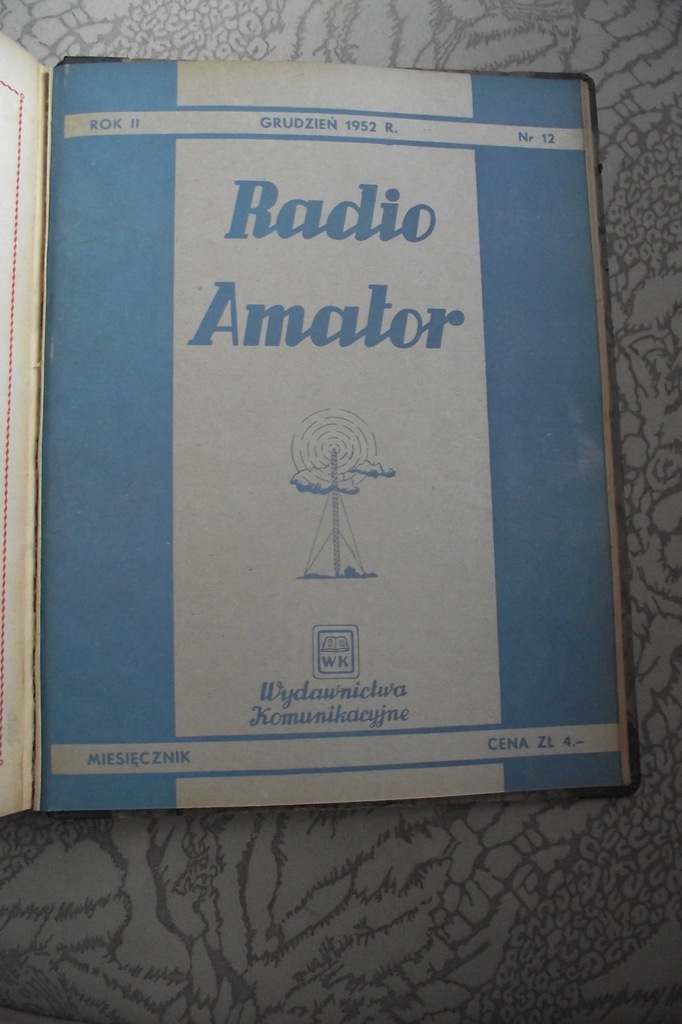 ROK II GRUDZIEŃ 1952 R. Nr 12
Radio
Amator
WK
Wydawnictwa
Komunikacyjne
MIESIĘCZNIK CENA ZŁ 4.-